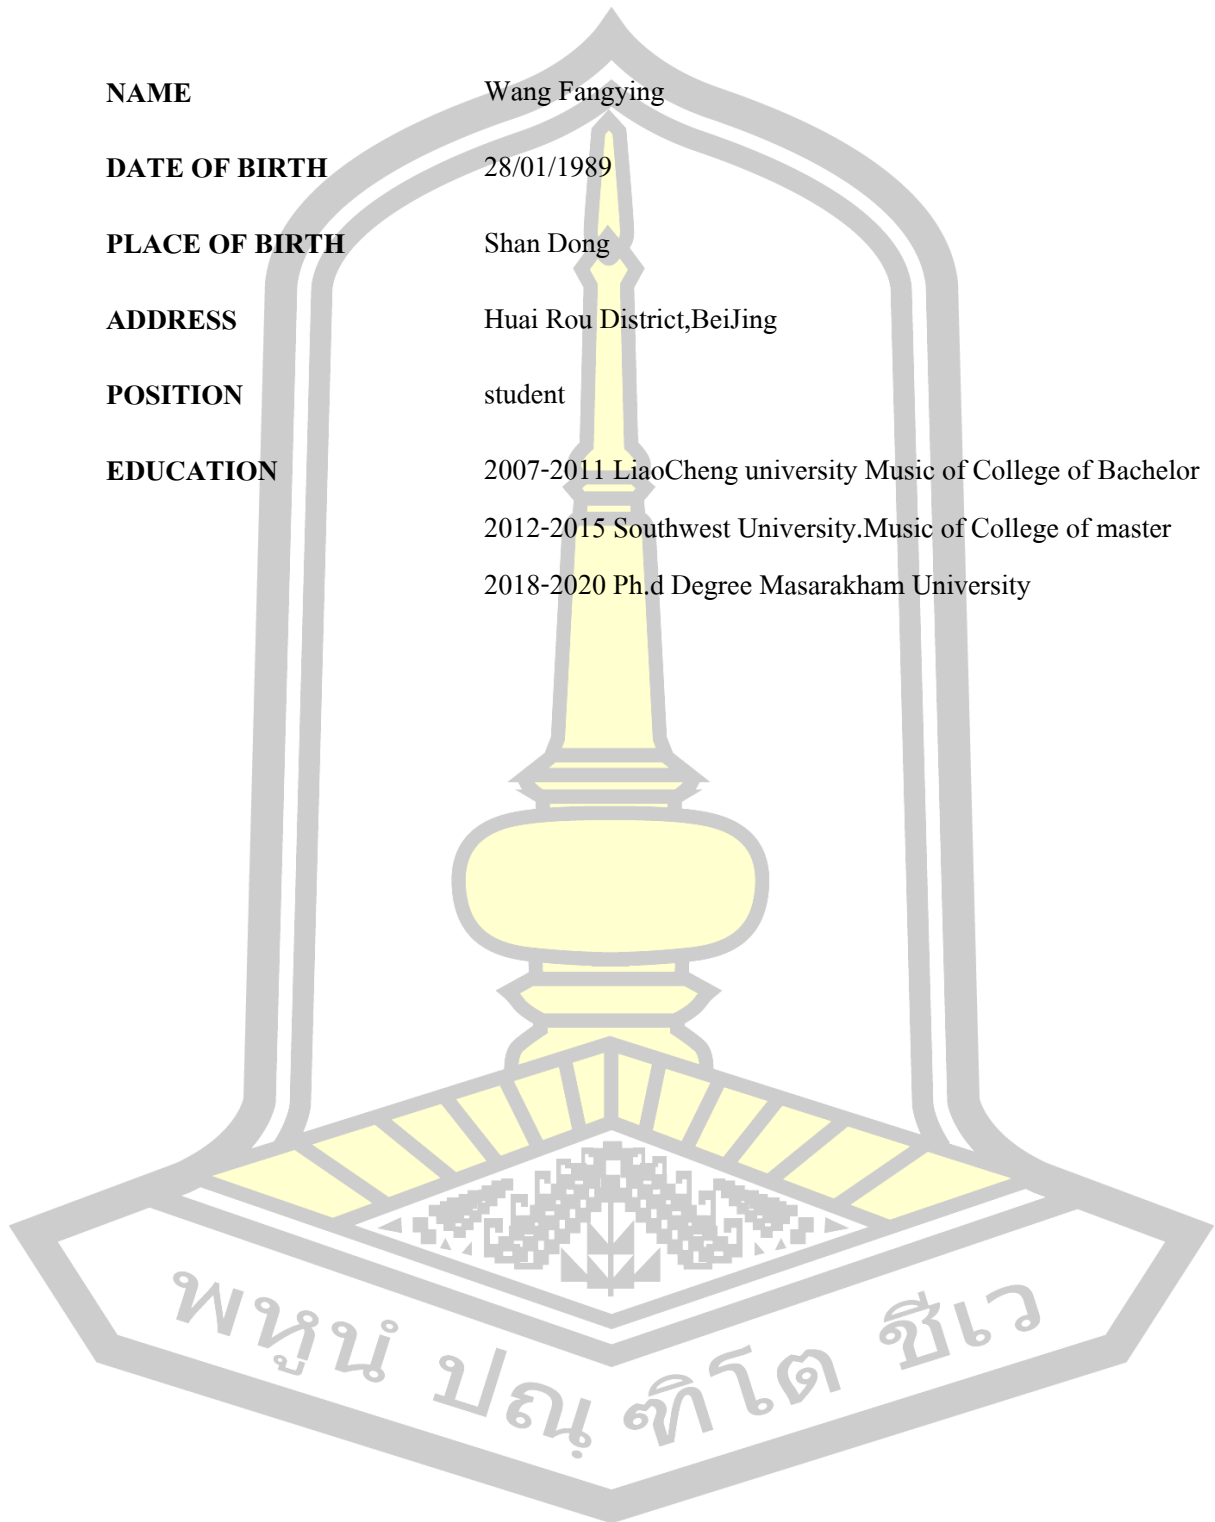 NAME Wang Fangying
DATE OF BIRTH 28/01/1989
PLACE OF BIRTH Shan Dong
ADDRESS Huai Rou District,BeiJing
POSITION student
EDUCATION 2007-2011 LiaoCheng university Music of College of Bachelor
2012-2015 Southwest University.Music of College of master
2018-2020 Ph.d Degree Masarakham University
พหูนํ ปณฺฑิโต ชีเว